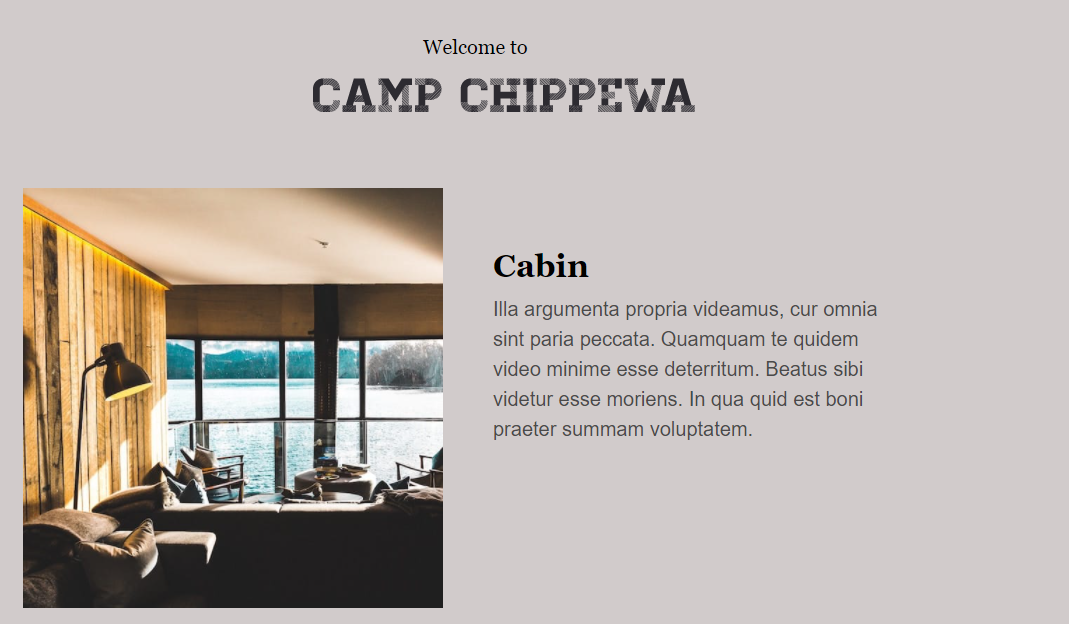 Welcome to
CAMP CHIPPEWA
Cabin
Illa argumenta propria videamus, cur omnia
sint paria peccata. Quamquam te quidem
video minime esse deterritum. Beatus sibi
videtur esse moriens. In qua quid est boni
praeter summam voluptatem.